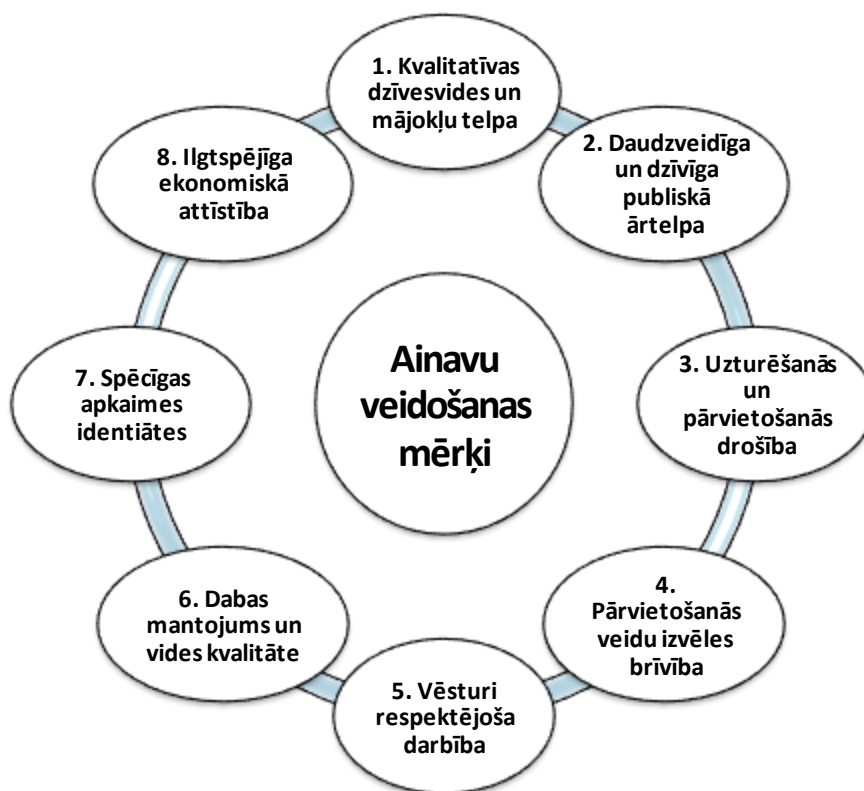 1. Kvalitatīvas
dzīvesvides un
mājokļu telpa
2. Daudzveidīga
un dzīvīga
publiskā
ārtelpa
3. Uzturēšanās
un
pārvietošanās
drošība
4.
Pārvietošanās
veidu izvēles
brīvība
5. Vēsturi
respektējoša
darbība
6. Dabas
mantojums un
vides kvalitāte
7. Spēcīgas
apkaimes
identiātes
8. Ilgtspējīga
ekonomiskā
attīstība
Ainavu
veidošanas
mērķi